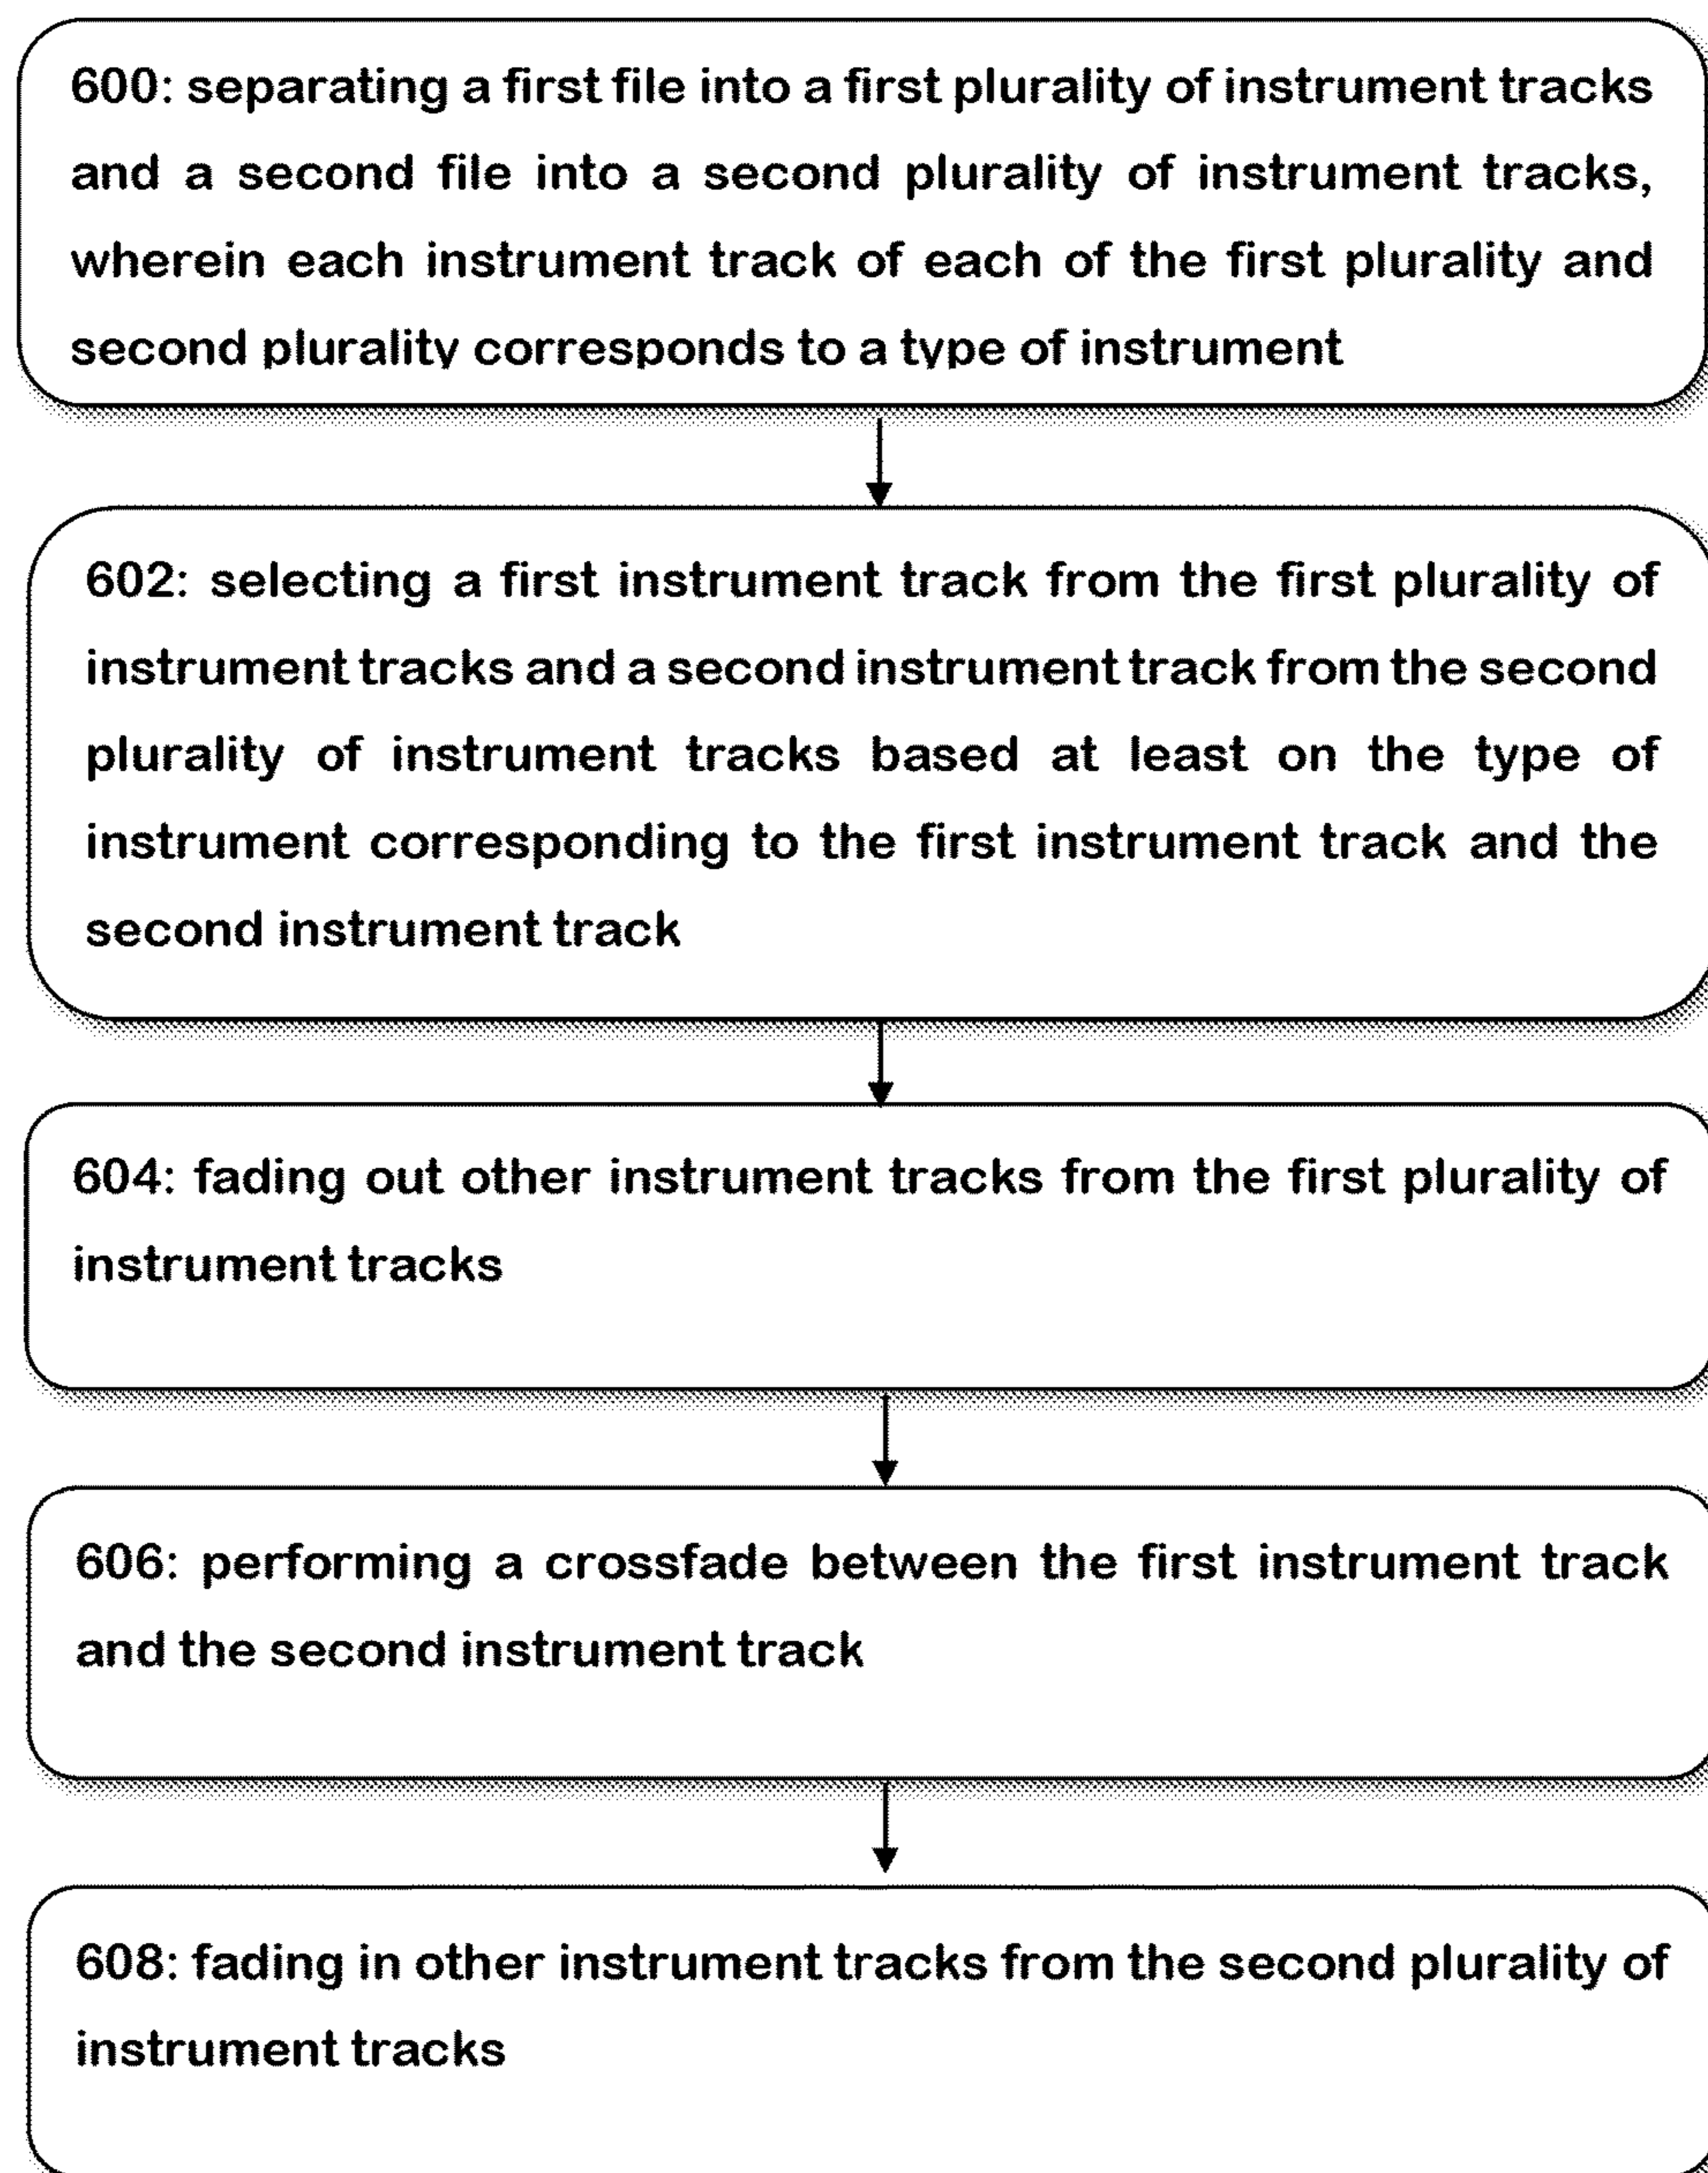 600: separating a first file into a first plurality of instrument tracks
and a second file into a second plurality of instrument tracks,
wherein each instrument track of each of the first plurality and
second plurality corresponds to a type of instrument
602: selecting a first instrument track from the first plurality of
instrument tracks and a second instrument track from the second
plurality of instrument tracks based at least on the type of
instrument corresponding to the first instrument track and the
second instrument track
604: fading out other instrument tracks from the first plurality of
instrument tracks
606: performing a crossfade between the first instrument track
and the second instrument track
608: fading in other instrument tracks from the second plurality of
instrument tracks